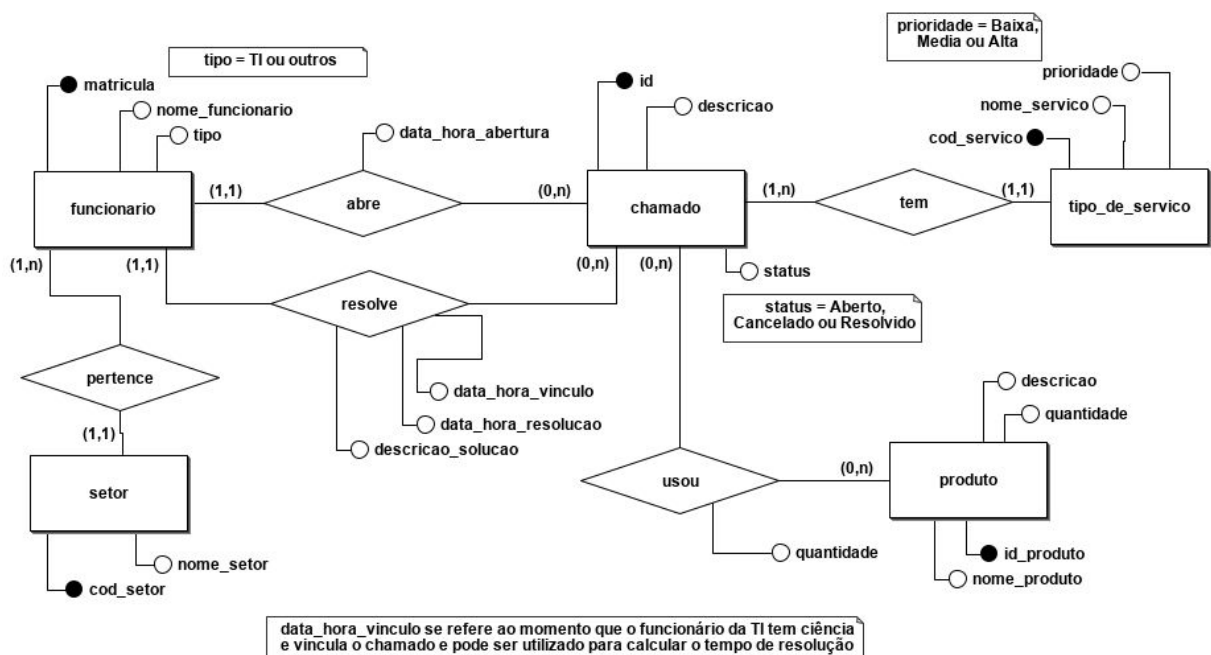 prioridade = Baixa,
Media ou Alta
tipo = TI ou outros
matricula
nome_funcionário
tipo
funcionario
(1,1)
data_hora_abertura
abre
(0,n)
id
descricao
chamado
(1,n)
tem
(1,1)
prioridade
nome_servico
cod_servico
tipo_de_servico
(1,n)
(1,1)
resolve
(0,n)
(0,n)
status
status = Aberto,
Cancelado ou Resolvido
pertence
data_hora_vinculo
data_hora_resolucao
descricao_solucao
(1,1)
setor
nome_setor
cod_setor
usou
quantidade
(0,n)
descricao
quantidade
produto
id_produto
nome_produto
data_hora_vinculo se refere ao momento que o funcionário da TI tem ciência
e vincula o chamado e pode ser utilizado para calcular o tempo de resolução